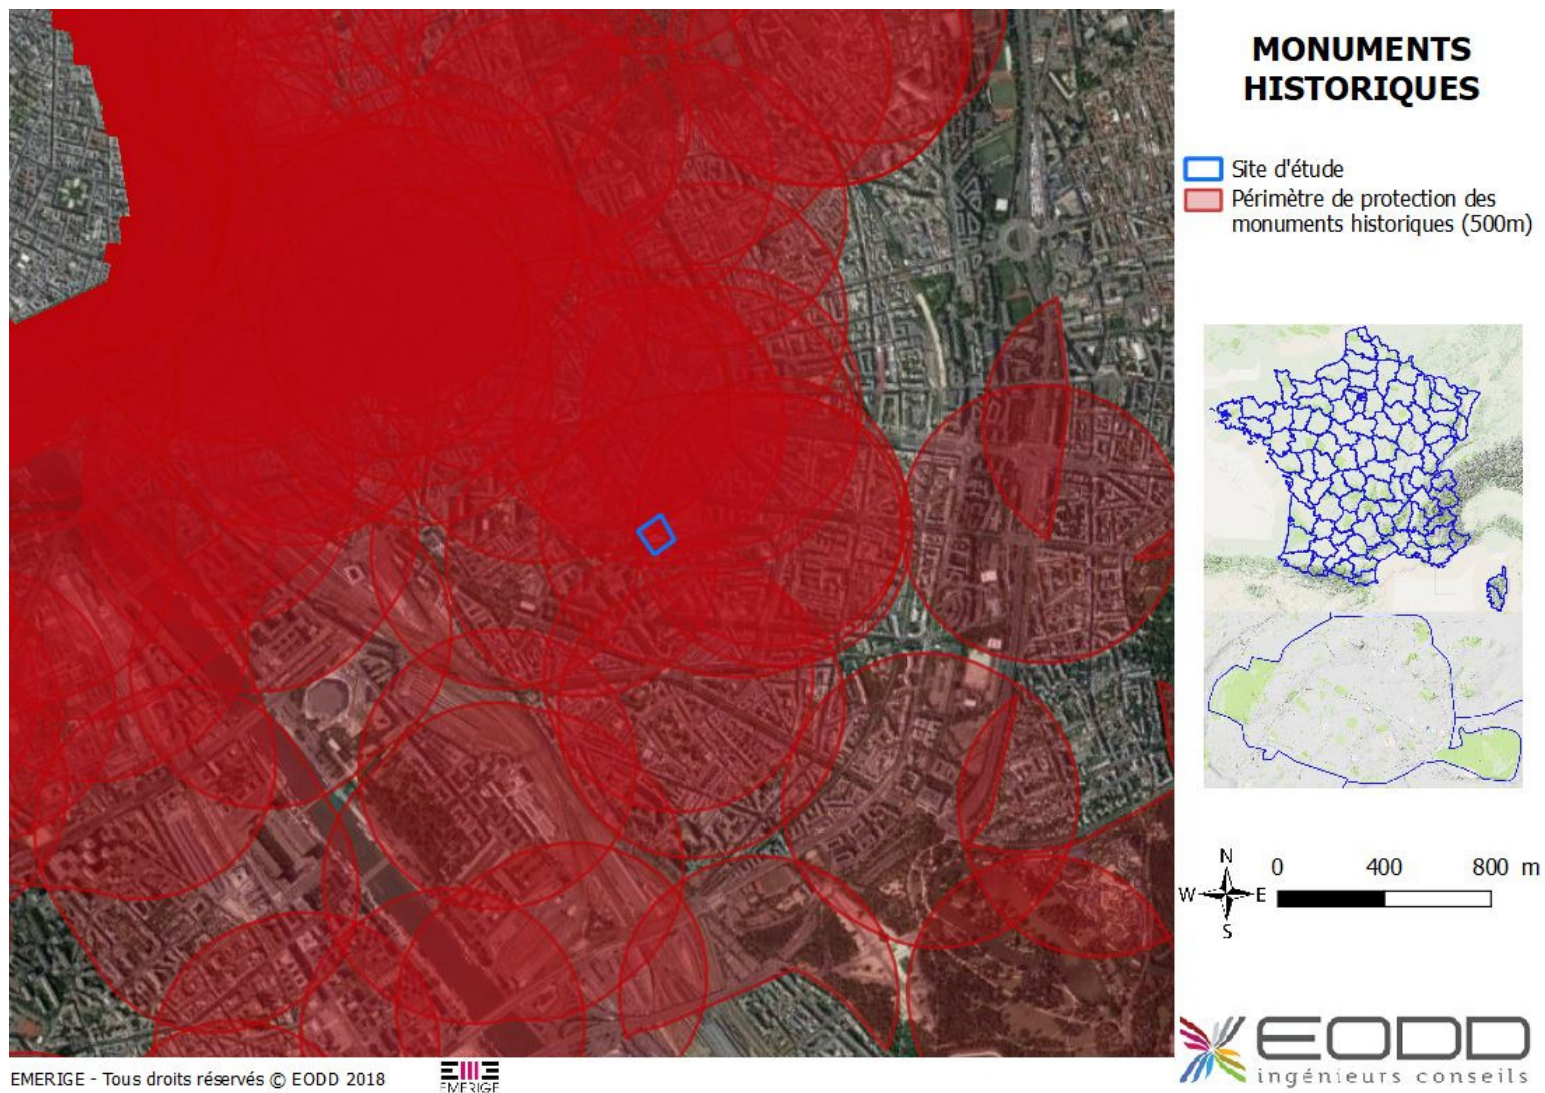 MONUMENTS
HISTORIQUES
Site d'étude
Périmètre de protection des
monuments historiques (500m)
N
W E
S
0 400 800 m
EODD
ingénieurs conseils
EMERIGE - Tous droits réservés © EODD 2018
EMERIGE